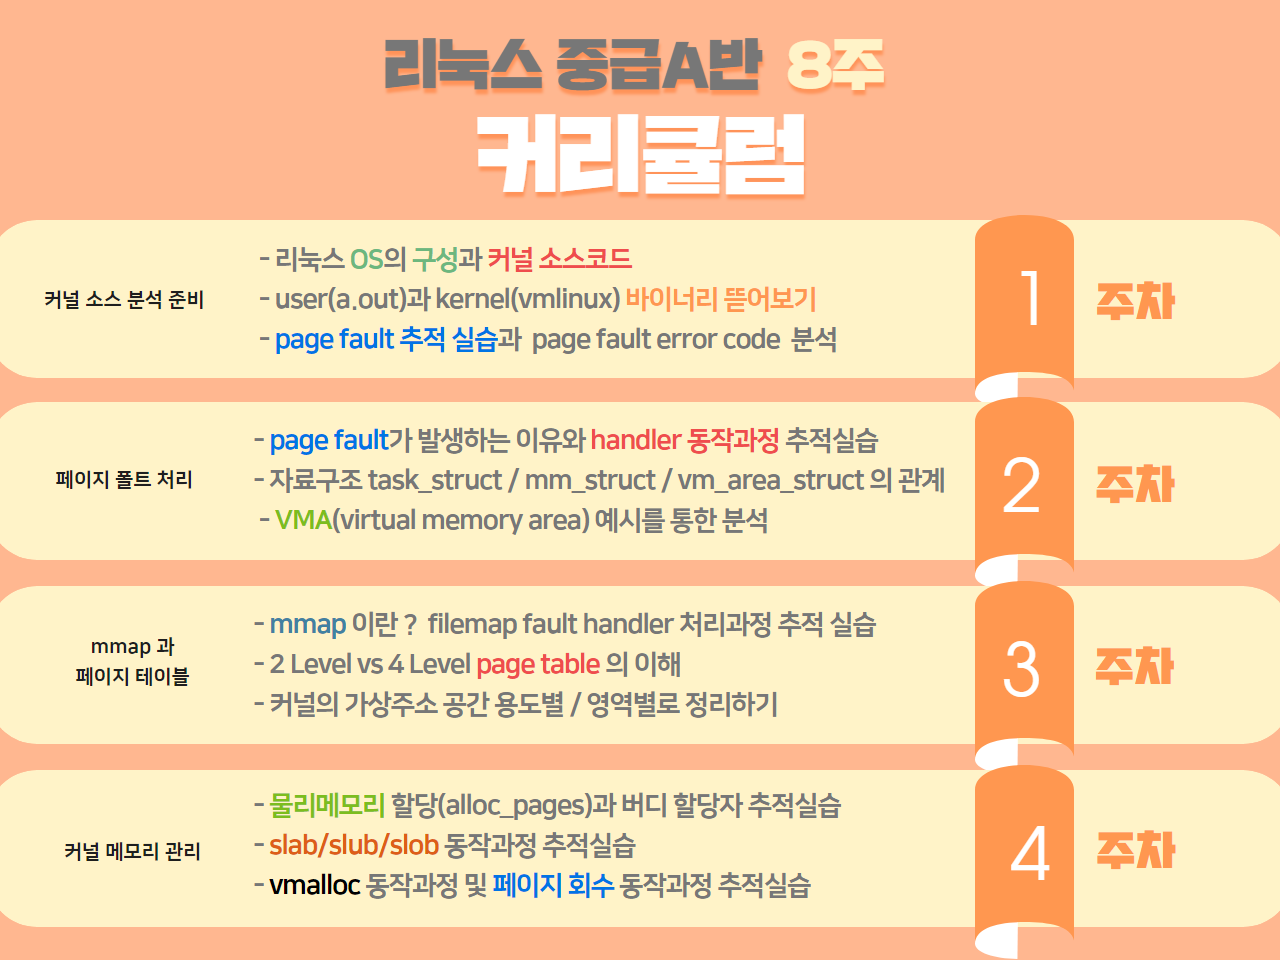 리눅스 중급A반 8주
커리큘럼
커널 소스 분석 준비
- 리눅스 OS의 구성과 커널 소스코드
- user(a.out)과 kernel(vmlinux) 바이너리 뜯어보기
- page fault 추적 실습과 page fault error code 분석
1 주차
페이지 폴트 처리
- page fault가 발생하는 이유와 handler 동작과정 추적실습
- 자료구조 task_struct / mm_struct / vm_area_struct 의 관계
- VMA(virtual memory area) 예시를 통한 분석
2 주차
mmap 과
페이지 테이블
- mmap 이란 ? filemap fault handler 처리과정 추적 실습
- 2 Level vs 4 Level page table 의 이해
- 커널의 가상주소 공간 용도별 / 영역별로 정리하기
3 주차
커널 메모리 관리
- 물리메모리 할당(alloc_pages)과 버디 할당자 추적실습
- slab/slub/slob 동작과정 추적실습
- vmalloc 동작과정 및 페이지 회수 동작과정 추적실습
4 주차